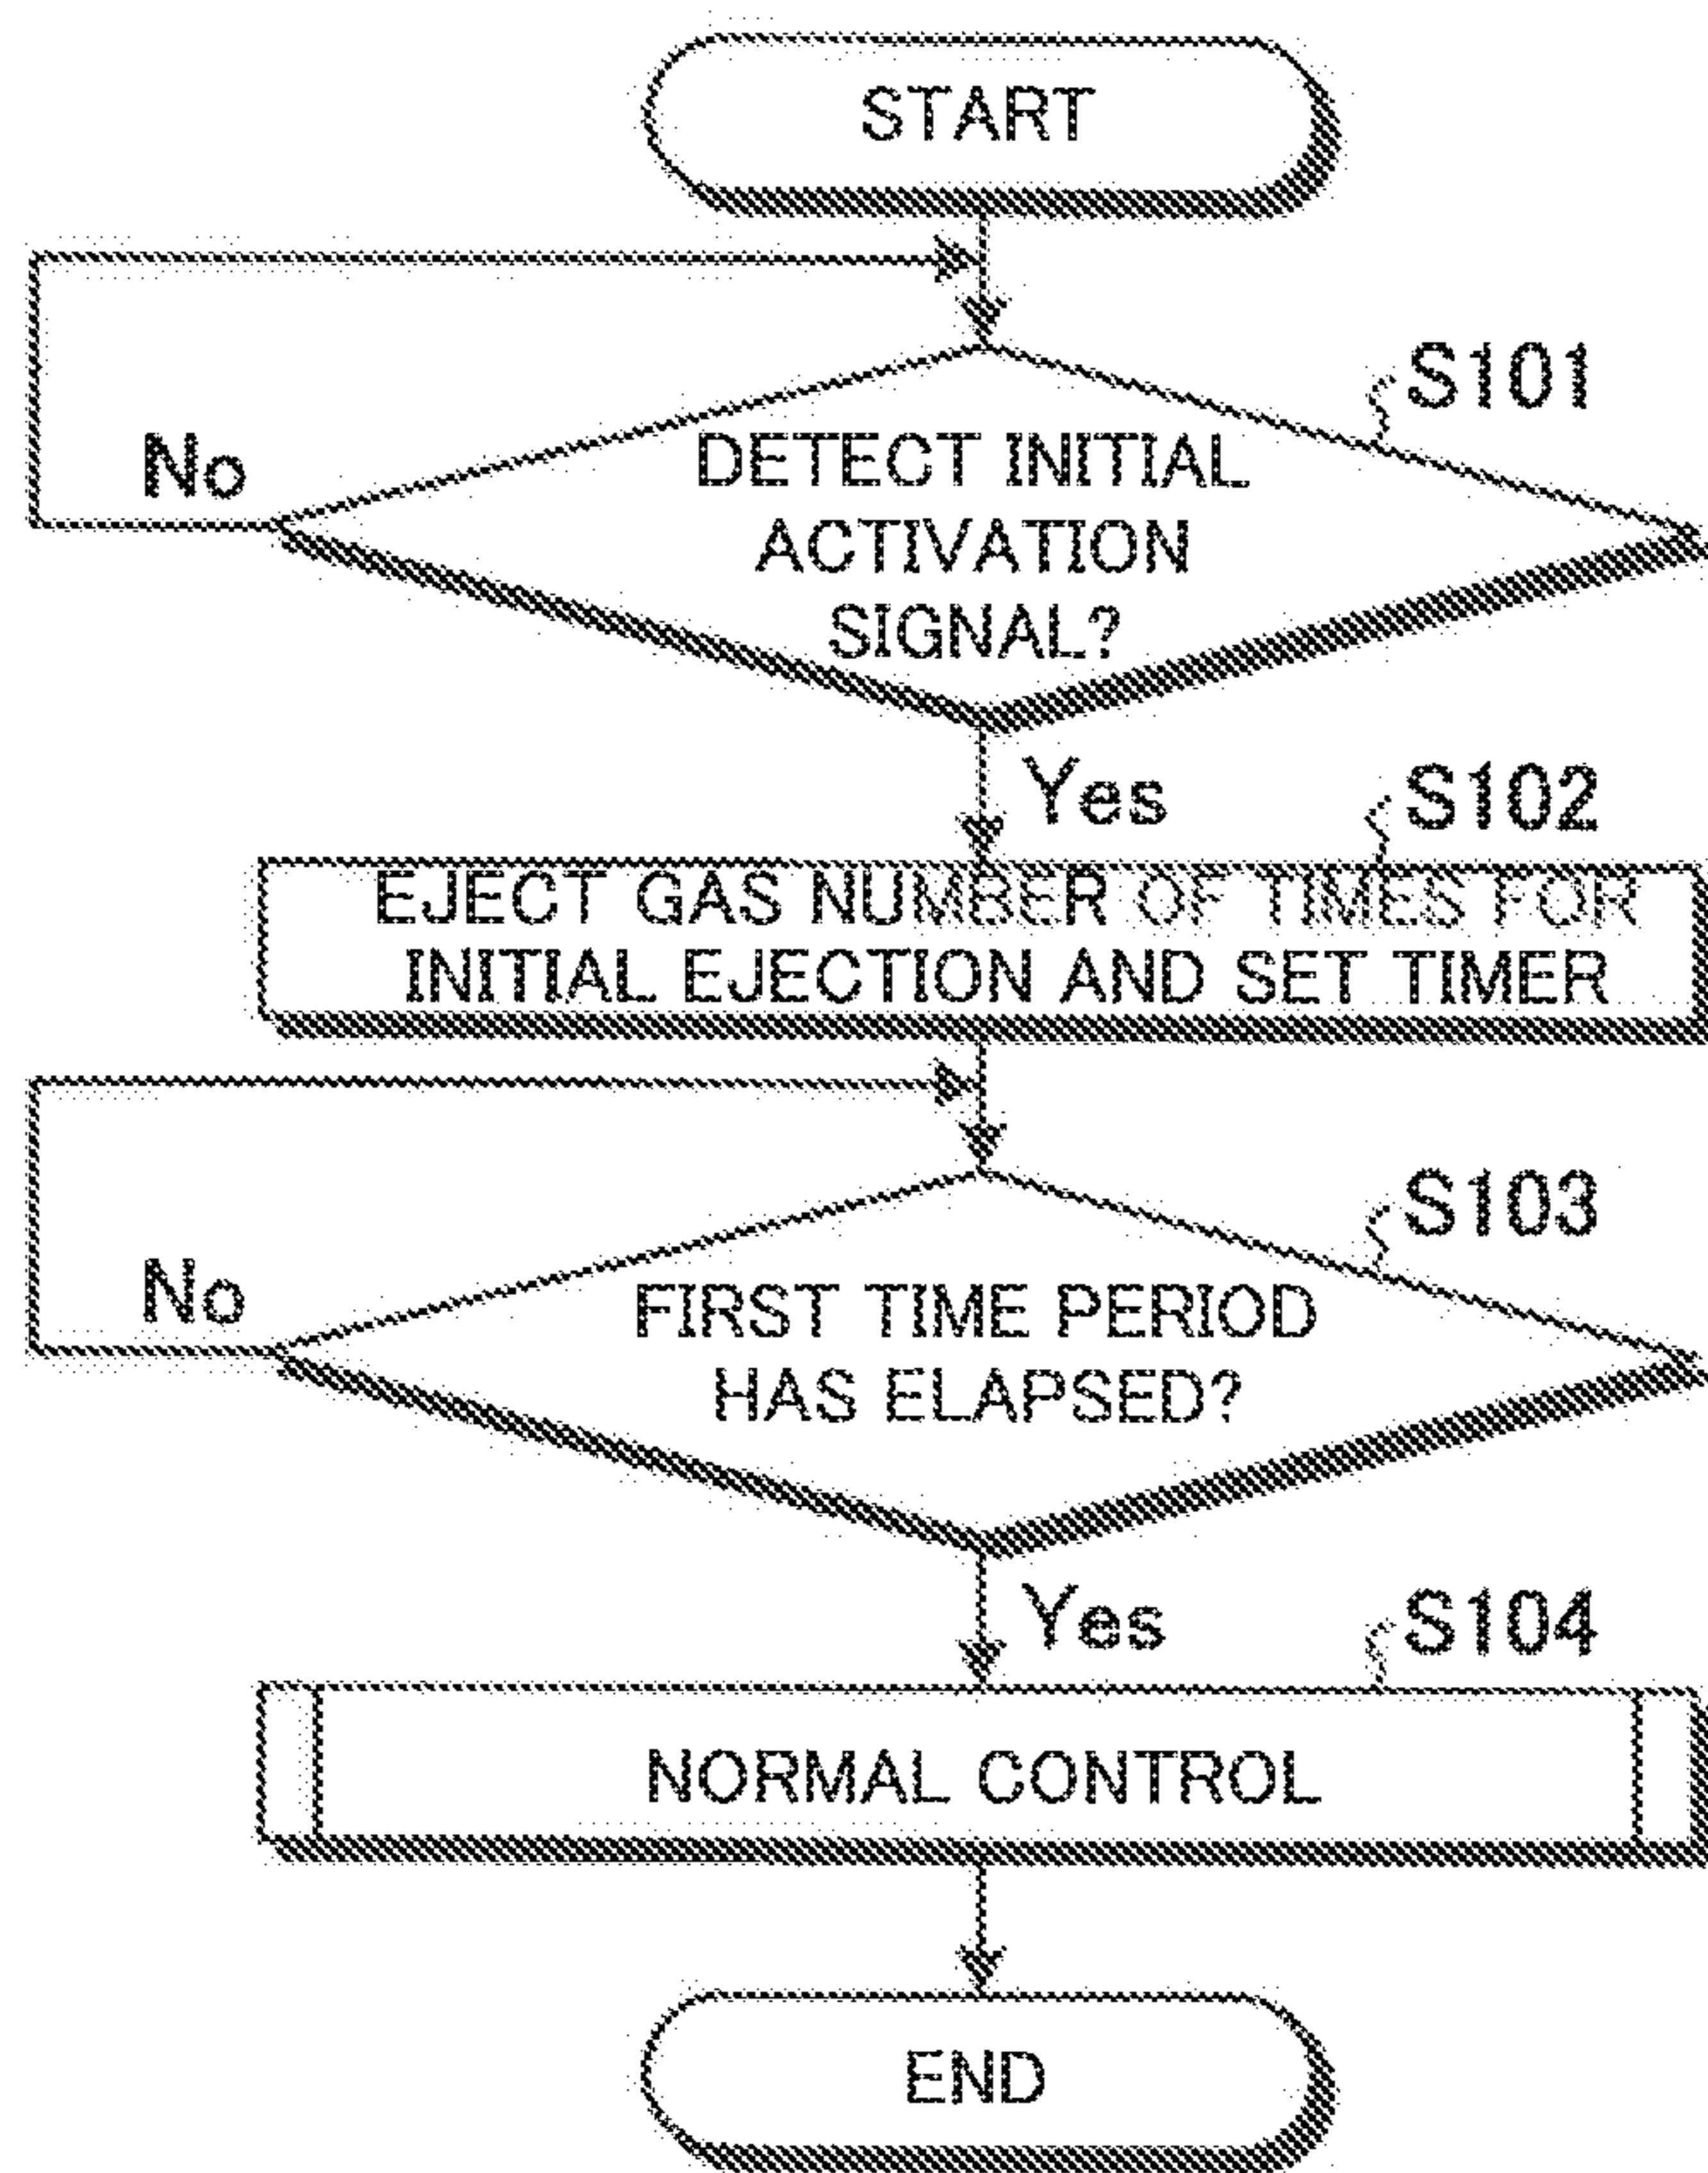 START
S101
No
DETECT INITIAL
ACTIVATION
SIGNAL?
Yes
S102
EJECT GAS NUMBER OF TIMES FOR
INITIAL EJECTION AND SET TIMER
S103
No
FIRST TIME PERIOD
HAS ELAPSED?
Yes
S104
NORMAL CONTROL
END